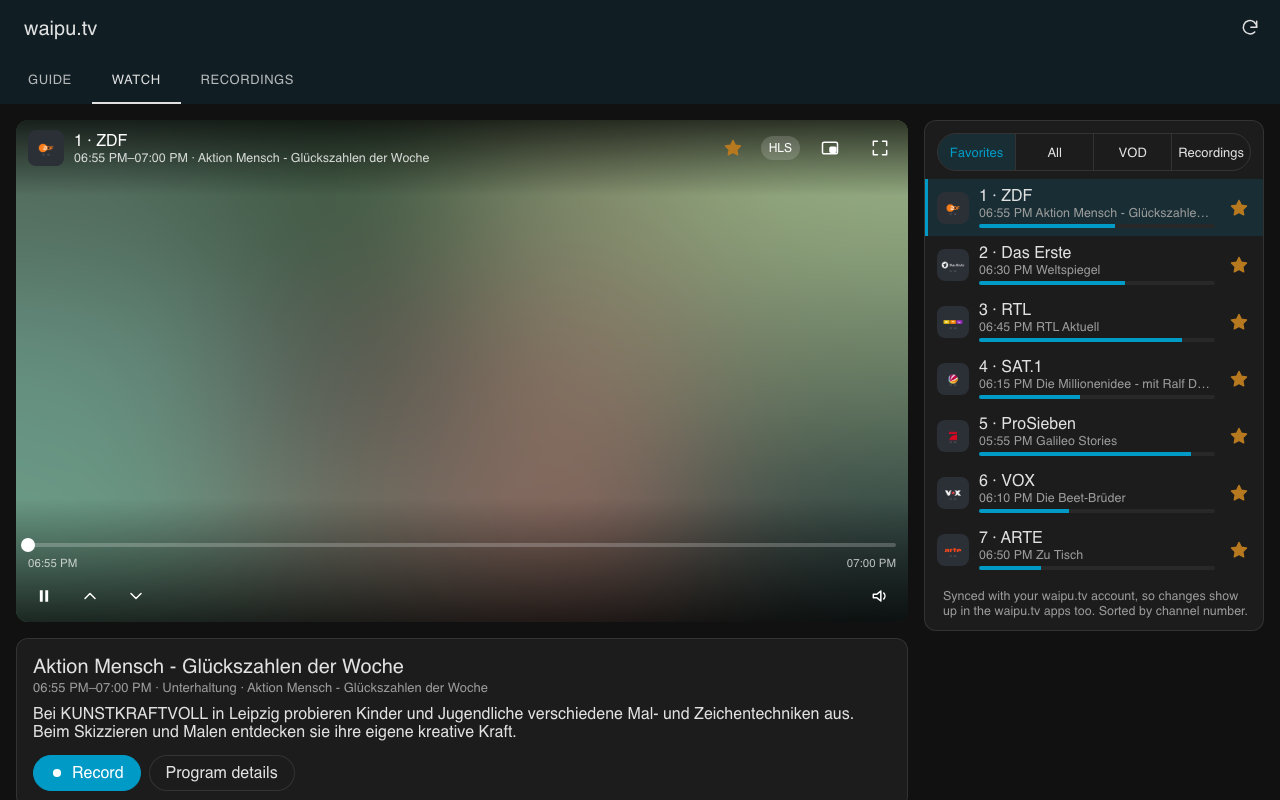 waipu.tv
GUIDE
WATCH
RECORDINGS
1 · ZDF
06:55 PM–07:00 PM · Aktion Mensch - Glückszahlen der Woche
HLS
06:55 PM
07:00 PM
Favorites
All
VOD
Recordings
1 · ZDF
06:55 PM Aktion Mensch - Glückszahle…
2 · Das Erste
06:30 PM Weltspiegel
3 · RTL
06:45 PM RTL Aktuell
4 · SAT.1
06:15 PM Die Millionenidee - mit Ralf D…
5 · ProSieben
05:55 PM Galileo Stories
6 · VOX
06:10 PM Die Beet-Brüder
7 · ARTE
06:50 PM Zu Tisch
Synced with your waipu.tv account, so changes show
up in the waipu.tv apps too. Sorted by channel number.
Aktion Mensch - Glückszahlen der Woche
06:55 PM–07:00 PM · Unterhaltung · Aktion Mensch - Glückszahlen der Woche
Bei KUNSTKRAFTVOLL in Leipzig probieren Kinder und Jugendliche verschiedene Mal- und Zeichentechniken aus.
Beim Skizzieren und Malen entdecken sie ihre eigene kreative Kraft.
Record
Program details